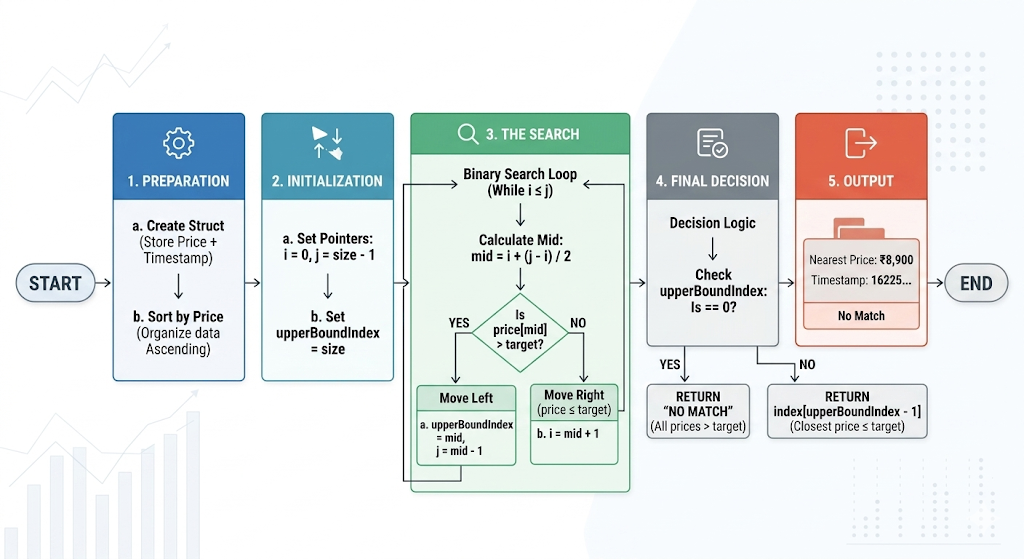 START
1. PREPARATION
a. Create Struct
(Store Price +
Timestamp)
b. Sort by Price
(Organize data
Ascending)
2. INITIALIZATION
a. Set Pointers:
i = 0, j = size - 1
b. Set
upperBoundIndex
= size
3. THE SEARCH
Binary Search Loop
(While i ≤ j)
Calculate Mid:
mid = i + (j - i) / 2
Is
price[mid]
> target?
YES
NO
Move Left
a. upperBoundIndex
= mid,
j = mid - 1
Move Right
(price ≤ target)
b. i = mid + 1
4. FINAL DECISION
Decision Logic
Check
upperBoundIndex:
Is == 0?
YES
NO
RETURN
“NO MATCH”
(All prices > target)
RETURN
index[upperBoundIndex - 1]
(Closest price ≤ target)
5. OUTPUT
Nearest Price: ₹8,900
Timestamp: 16225...
No Match
END